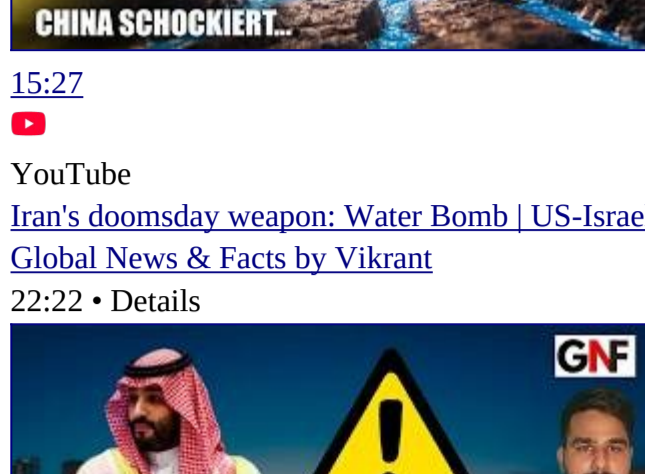 CHINA SCHOCKIERT...
15:27
YouTube
Iran's doomsday weapon: Water Bomb | US-Israe
Global News & Facts by Vikrant
22:22 • Details
GNF